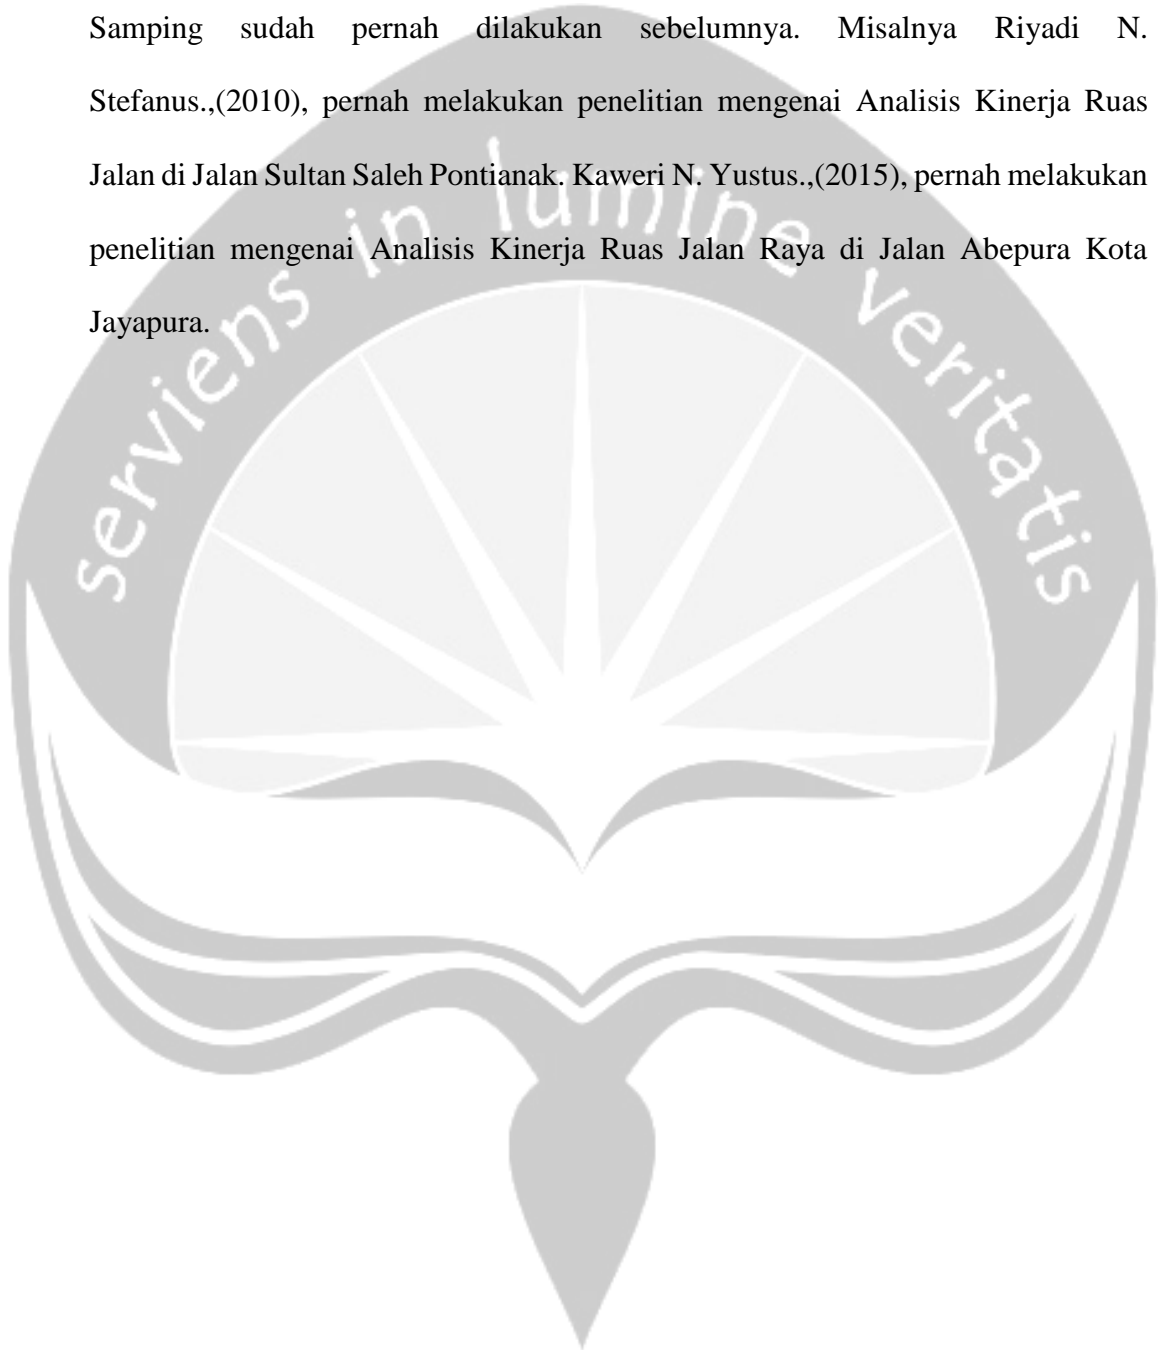 Samping sudah pernah dilakukan sebelumnya. Misalnya Riyadi N.
Stefanus.,(2010), pernah melakukan penelitian mengenai Analisis Kinerja Ruas
Jalan di Jalan Sultan Saleh Pontianak. Kaweri N. Yustus.,(2015), pernah melakukan
penelitian mengenai Analisis Kinerja Ruas Jalan Raya di Jalan Abepura Kota
Jayapura.
serviens in lumine veritatis